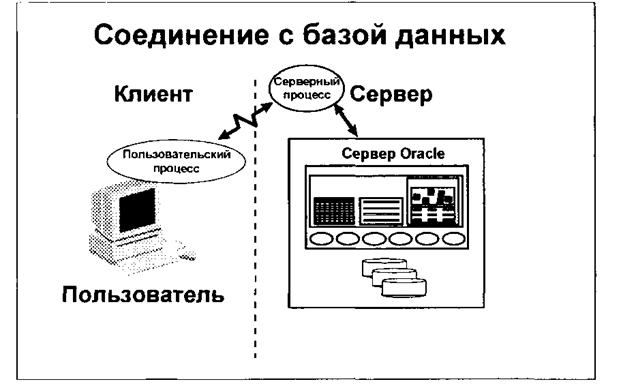 Соединение с базой данных
Клиент
Серверный
процесс
Сервер
Пользовательский
процесс
Сервер Oracle
Пользователь